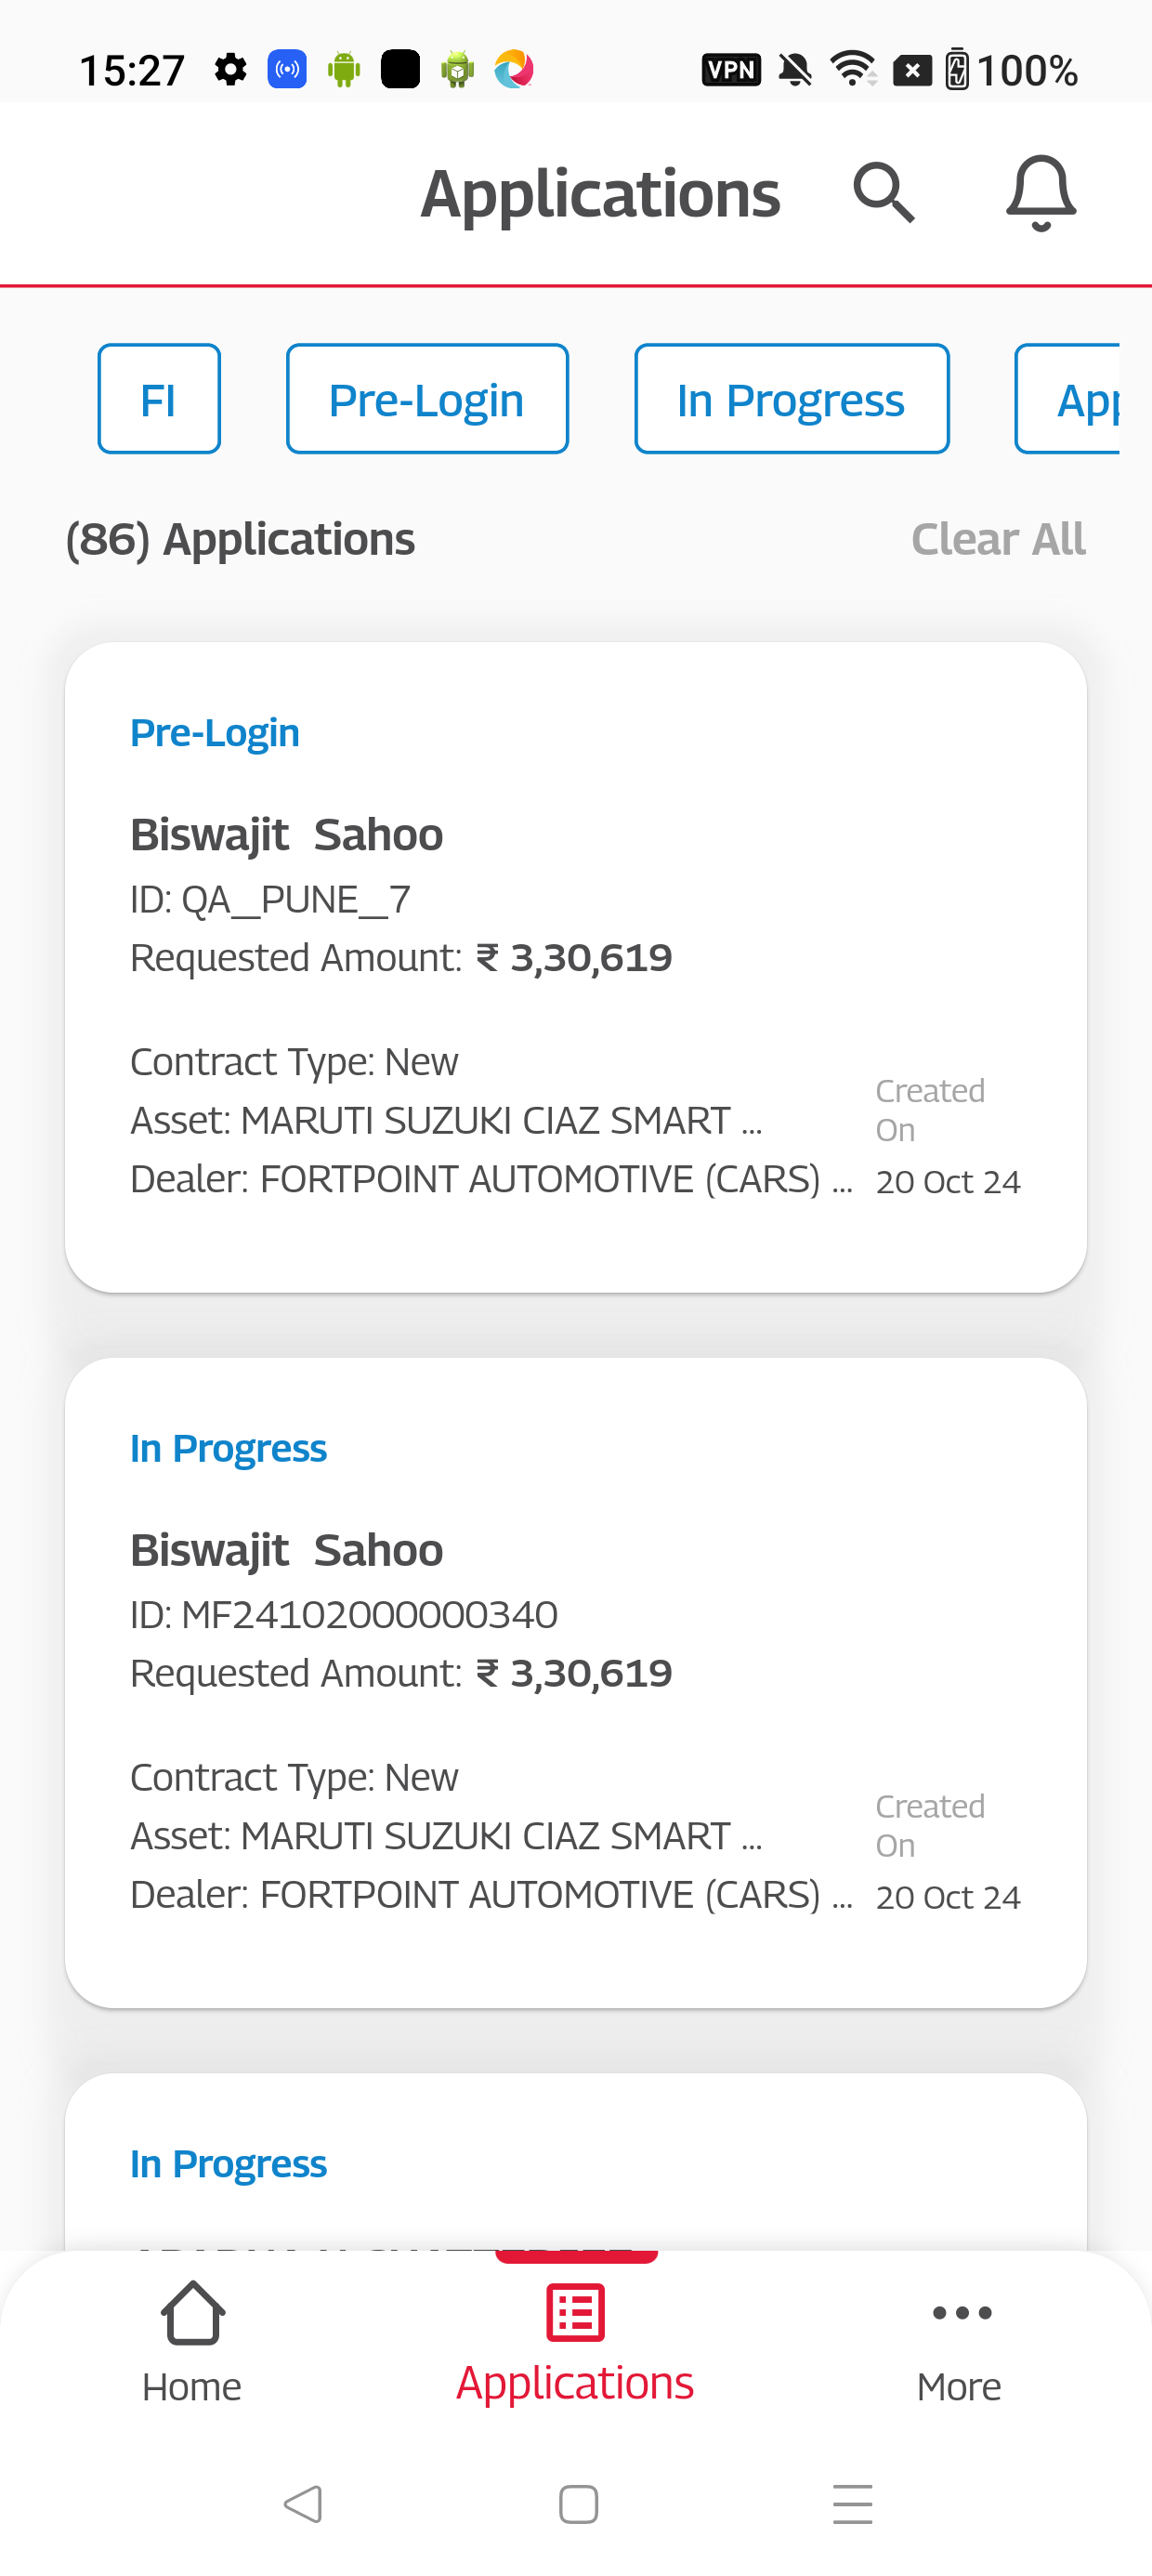 15:27 VPN 100%
Applications
FI Pre-Login In Progress App
(86) Applications Clear All
Pre-Login
Biswajit Sahoo
ID: QA_PUNE_7
Requested Amount: ₹ 3,30,619
Contract Type: New
Asset: MARUTI SUZUKI CIAZ SMART ...
Dealer: FORTPOINT AUTOMOTIVE (CARS) ...
Created
On
20 Oct 24
In Progress
Biswajit Sahoo
ID: MF24102000000340
Requested Amount: ₹ 3,30,619
Contract Type: New
Asset: MARUTI SUZUKI CIAZ SMART ...
Dealer: FORTPOINT AUTOMOTIVE (CARS) ...
Created
On
20 Oct 24
In Progress
Home Applications More